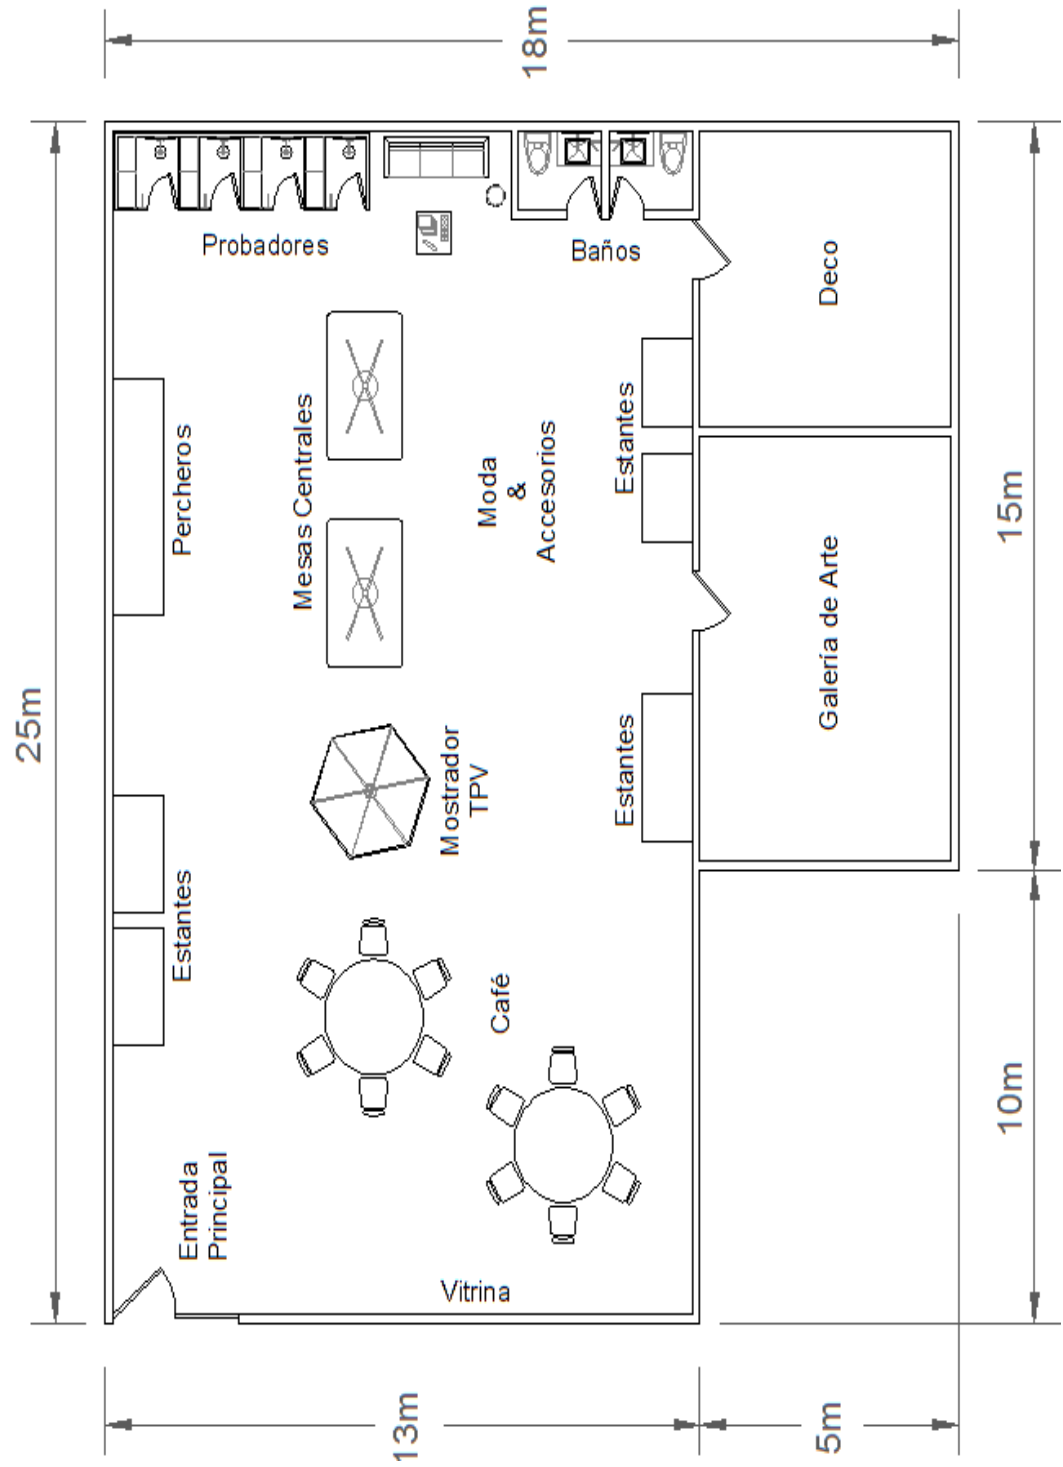 18m
25m
Probadores
Baños
Deco
Percheros
Mesas Centrales
Moda
&
Accesorios
Estantes
15m
Galería de Arte
Mostrador
TPV
Estantes
Estantes
Café
10m
Entrada
Principal
Vitrina
13m
5m